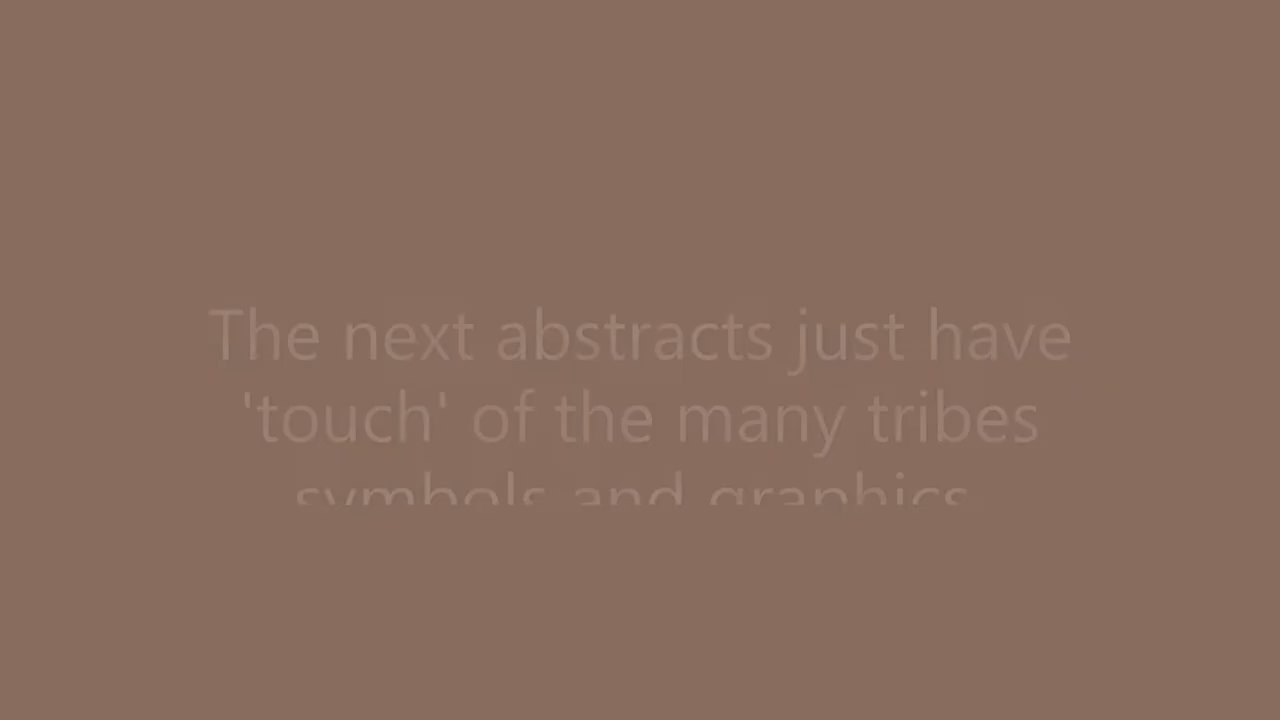 The next abstracts just have
'touch' of the many tribes
symbols and graphics